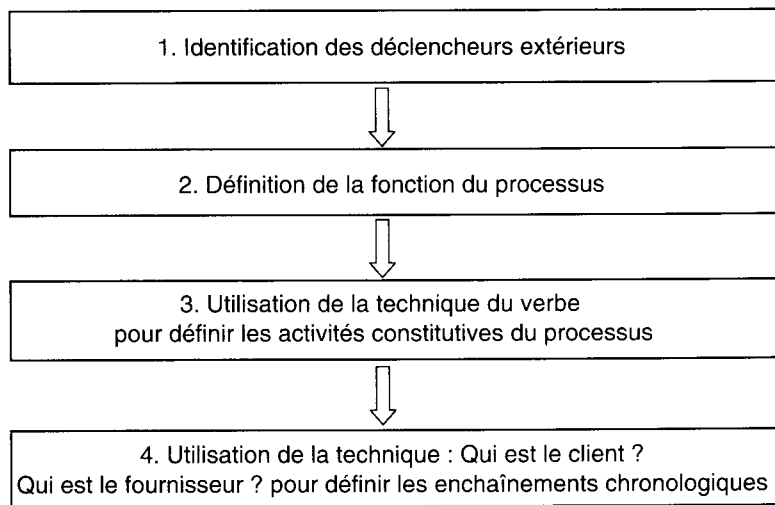 1. Identification des déclencheurs extérieurs
2. Définition de la fonction du processus
3. Utilisation de la technique du verbe
pour définir les activités constitutives du processus
4. Utilisation de la technique : Qui est le client ?
Qui est le fournisseur ? pour définir les enchaînements chronologiques